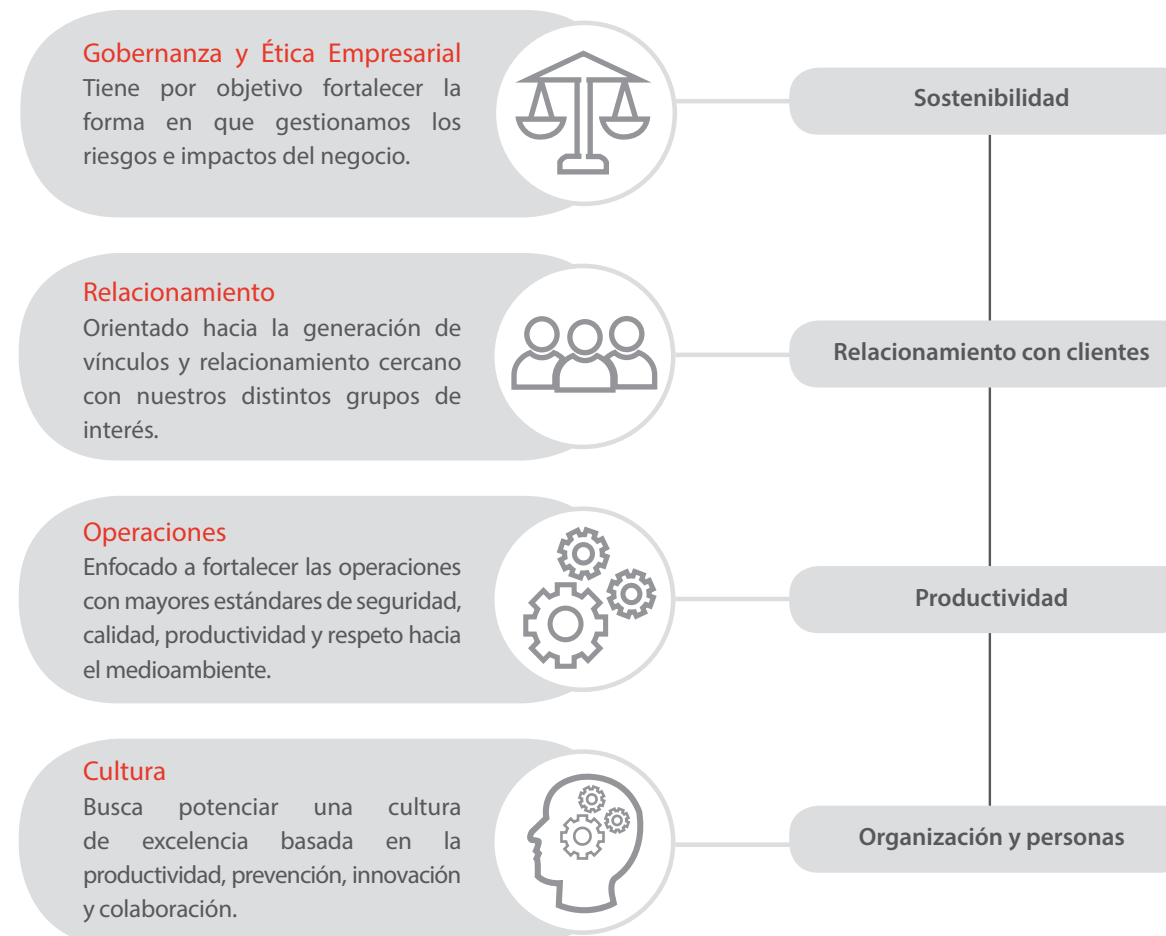 Gobernanza y Ética Empresarial
Tiene por objetivo fortalecer la
forma en que gestionamos los
riesgos e impactos del negocio.
Sostenibilidad
Relacionamiento
Orientado hacia la generación de
vínculos y relacionamiento cercano
con nuestros distintos grupos de
interés.
Relacionamiento con clientes
Operaciones
Enfocado a fortalecer las operaciones
con mayores estándares de seguridad,
calidad, productividad y respeto hacia
el medioambiente.
Productividad
Cultura
Busca potenciar una cultura
de excelencia basada en la
productividad, prevención, innovación
y colaboración.
Organización y personas